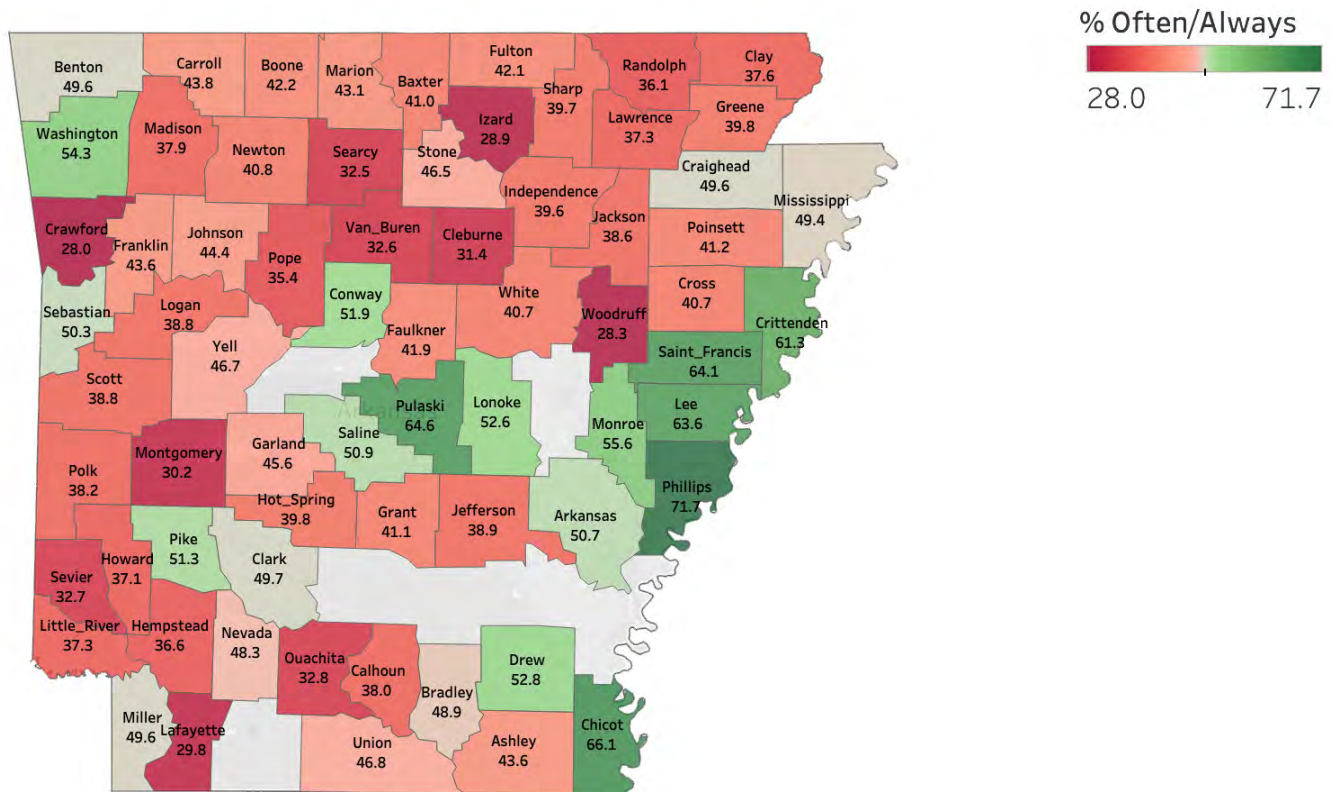 % Often/Always
28.0 71.7
Benton
49.6
Carroll
43.8
Boone
42.2
Marion
43.1
Baxter
41.0
Fulton
42.1
Sharp
39.7
Randolph
36.1
Clay
37.6
Washington
54.3
Madison
37.9
Newton
40.8
Searcy
32.5
Stone
46.5
Izard
28.9
Lawrence
37.3
Greene
39.8
Independence
39.6
Craighead
49.6
Mississippi
49.4
Crawford
28.0
Franklin
43.6
Johnson
44.4
Pope
35.4
Van_Buren
32.6
Cleburne
31.4
Jackson
38.6
Poinsett
41.2
Sebastian
50.3
Logan
38.8
Yell
46.7
Conway
51.9
Faulkner
41.9
White
40.7
Woodruff
28.3
Cross
40.7
Crittenden
61.3
Saint_Francis
64.1
Scott
38.8
Arkansas
Pulaski
64.6
Lonoke
52.6
Monroe
55.6
Lee
63.6
Montgomery
30.2
Garland
45.6
Saline
50.9
Phillips
71.7
Polk
38.2
Hot_Spring
39.8
Grant
41.1
Jefferson
38.9
Arkansas
50.7
Howard
37.1
Pike
51.3
Clark
49.7
Sevier
32.7
Little_River
37.3
Hempstead
36.6
Nevada
48.3
Ouachita
32.8
Calhoun
38.0
Bradley
48.9
Drew
52.8
Chicot
66.1
Miller
49.6
Lafayette
29.8
Union
46.8
Ashley
43.6